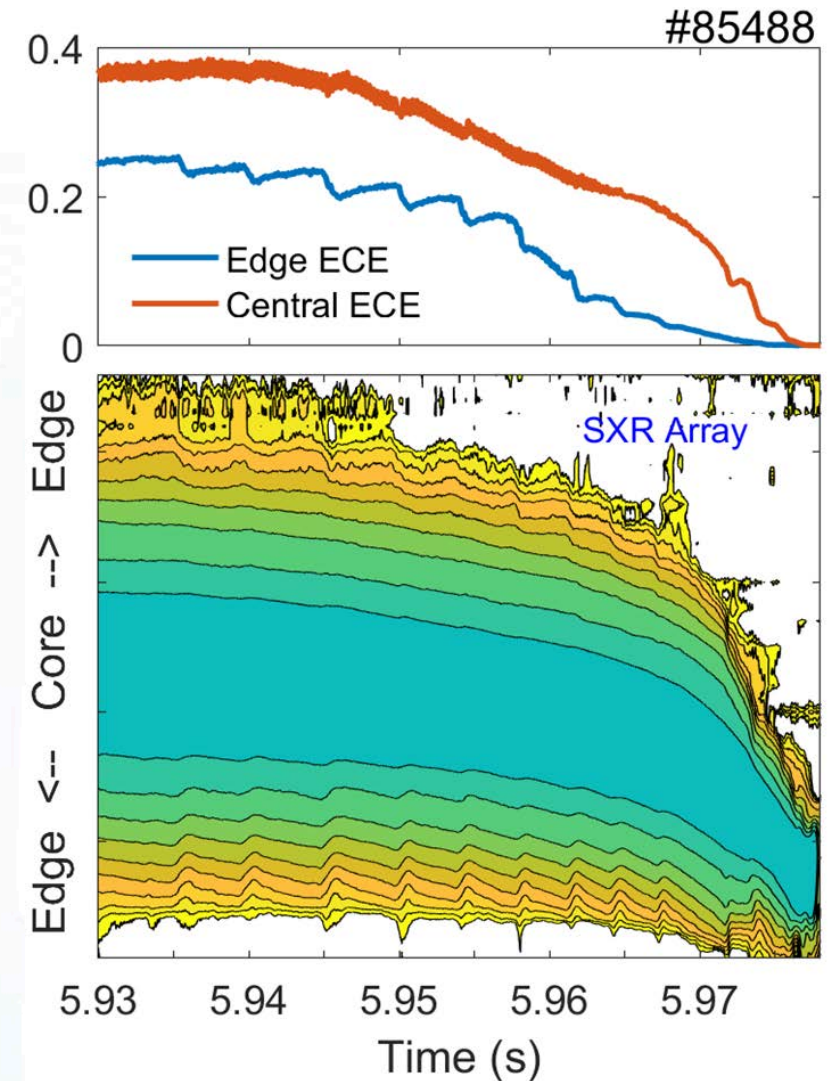 #85488
0.4
0.2
0
Edge ECE
Central ECE
SXR Array
Edge <-- Core --> Edge
5.93 5.94 5.95 5.96 5.97
Time (s)